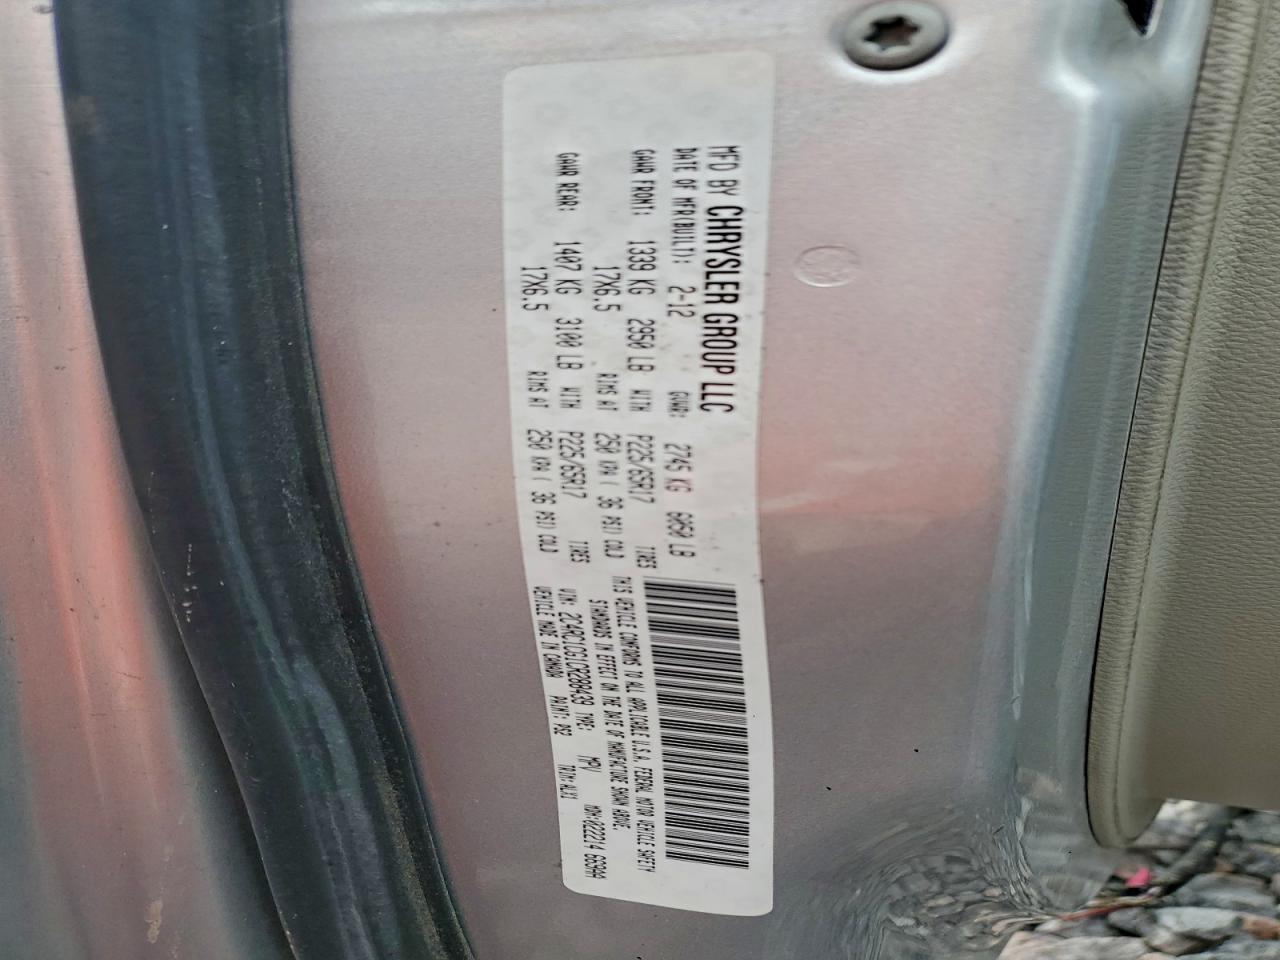 MFD BY CHRYSLER GROUP LLC
DATE OF MFR(BUILT): 2-12 GVWR: 2745 KG 6050 LB
GAWR FRONT: 1339 KG 2950 LB WITH P225/65R17 TIRES
17X6.5 RIMS AT 250 KPA ( 36 PSI) COLD
GAWR REAR: 1407 KG 3100 LB WITH P225/65R17 TIRES
17X6.5 RIMS AT 250 KPA ( 36 PSI) COLD
THIS VEHICLE CONFORMS TO ALL APPLICABLE U.S.A. FEDERAL MOTOR VEHICLE SAFETY
STANDARDS IN EFFECT ON THE DATE OF MANUFACTURE SHOWN ABOVE.
VIN: TYPE: MPV MDH:022214 
VEHICLE MADE IN CANADA PAINT: PS2 TRIM: